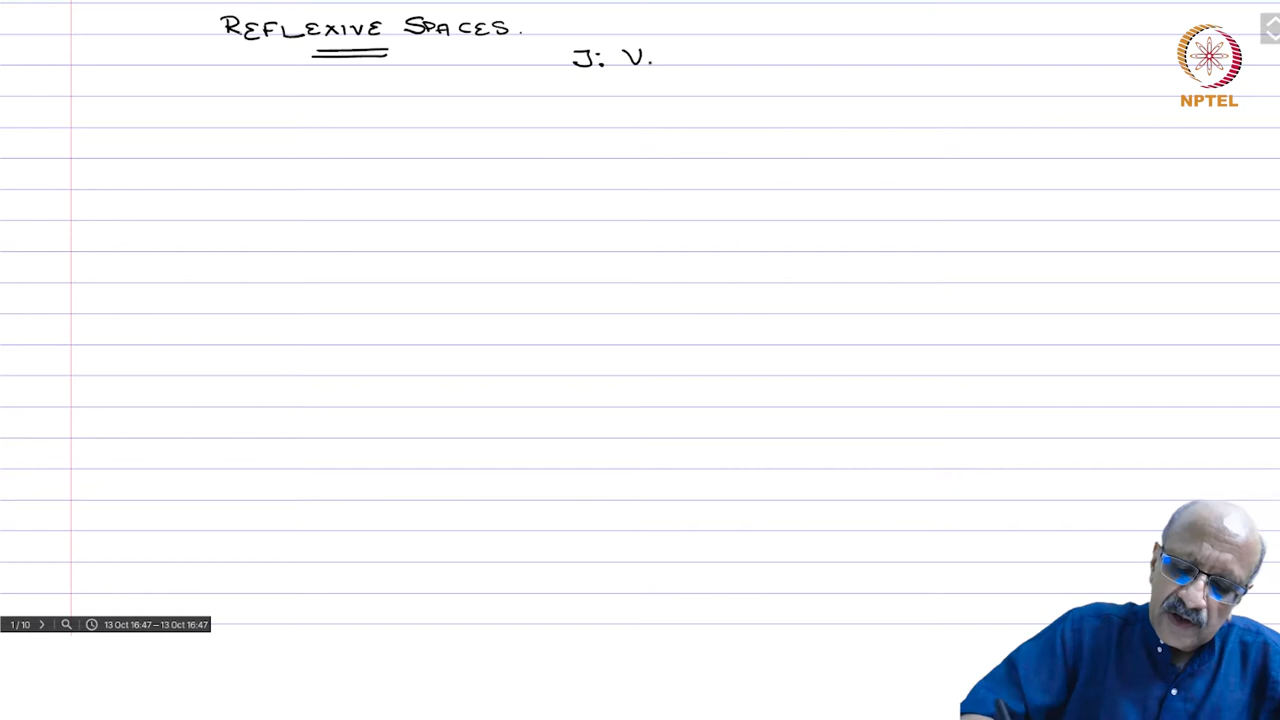 REFLEXIVE SPACES.
J: V.
NPTEL
1/10
13 Oct 16:47 – 13 Oct 16:47